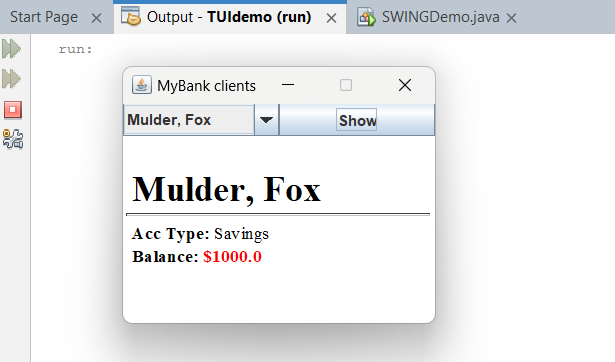 Start Page Output - TUIdemo (run) SWINGDemo.java
run:
MyBank clients
Mulder, Fox Show
Mulder, Fox
Acc Type: Savings
Balance: $1000.0